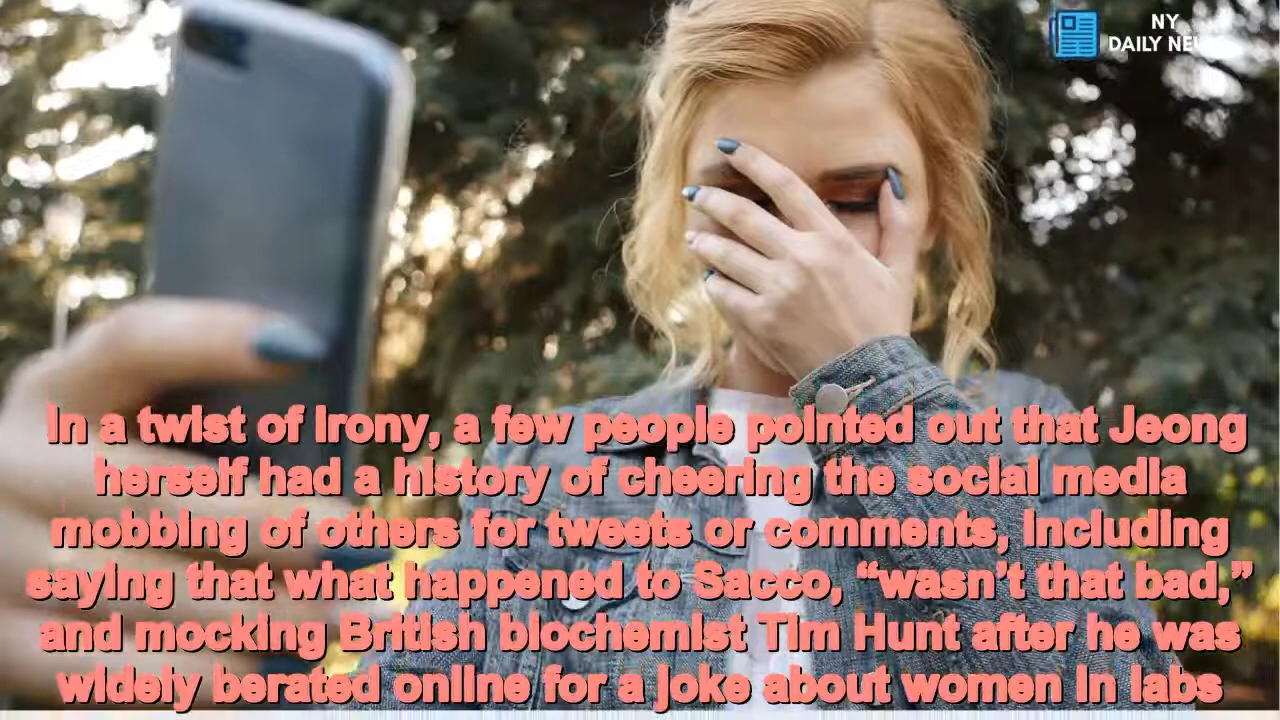 NY
DAILY NEWS
In a twist of irony, a few people pointed out that Jeong
herself had a history of cheering the social media
mobbing of others for tweets or comments, including
saying that what happened to Sacco, “wasn’t that bad,”
and mocking British biochemist Tim Hunt after he was
widely berated online for a joke about women in labs